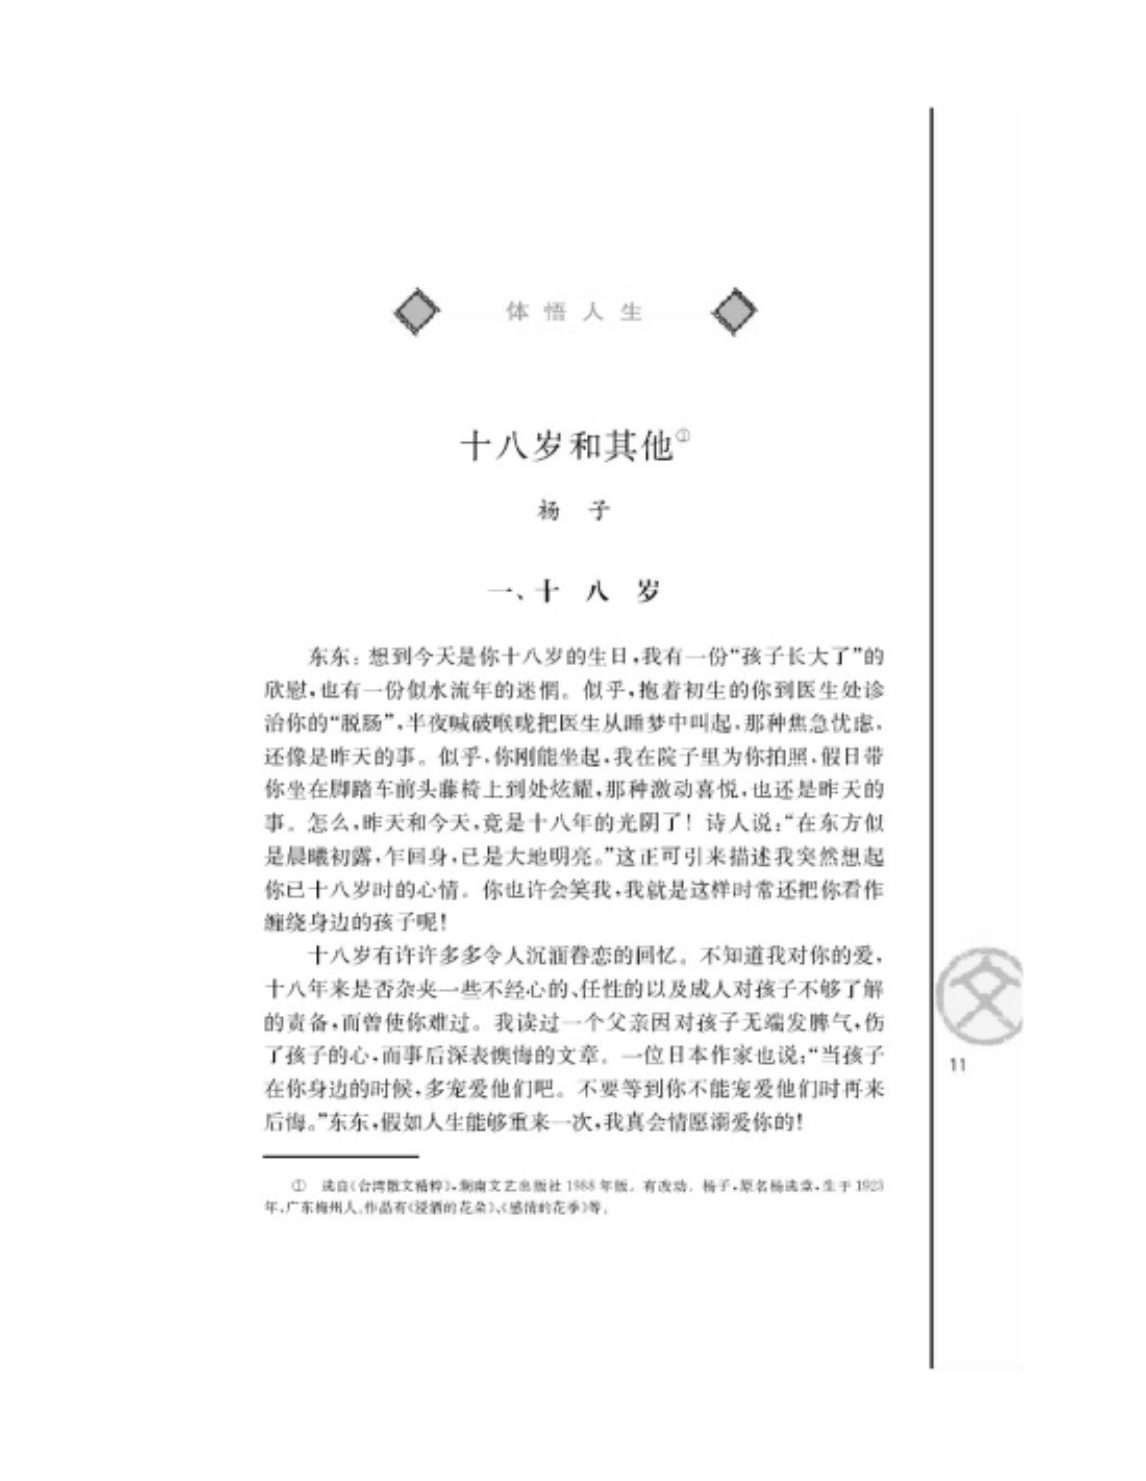 体悟人生
十八岁和其他①
杨 子
一、十 八 岁
东东：想到今天是你十八岁的生日，我有一份“孩子长大了”的
欣慰，也有一份似水流年的迷惘。似乎，抱着初生的你到医生处诊
治你的“脱肠”，半夜喊破喉咙把医生从睡梦中叫起，那种焦急忧虑，
还像是昨天的事。似乎，你刚能坐起，我在院子里为你拍照，假日带
你坐在脚踏车前头藤椅上到处炫耀，那种激动喜悦，也还是昨天的
事。怎么，昨天和今天，竟是十八年的光阴了！诗人说：“在东方似
是晨曦初露，乍回身，已是大地明亮。”这正可引来描述我突然想起
你已十八岁时的心情。你也许会笑我，我就是这样时常还把你看作
缠绕身边的孩子呢！
十八岁有许许多多令人沉湎眷恋的回忆。不知道我对你的爱，
十八年来是否杂夹一些不经心的、任性的以及成人对孩子不够了解
的责备，而曾使你难过。我读过一个父亲因对孩子无端发脾气，伤
了孩子的心，而事后深表懊悔的文章。一位日本作家也说：“当孩子
在你身边的时候，多宠爱他们吧。不要等到你不能宠爱他们时再来
后悔。”东东，假如人生能够重来一次，我真会情愿溺爱你的！
① 选自《台湾散文精粹》，湖南文艺出版社 1988 年版。有改动。杨子，原名杨选堂，生于 1923
年，广东梅州人。作品有《浸酒的花朵》、《感情的花季》等。
文
11